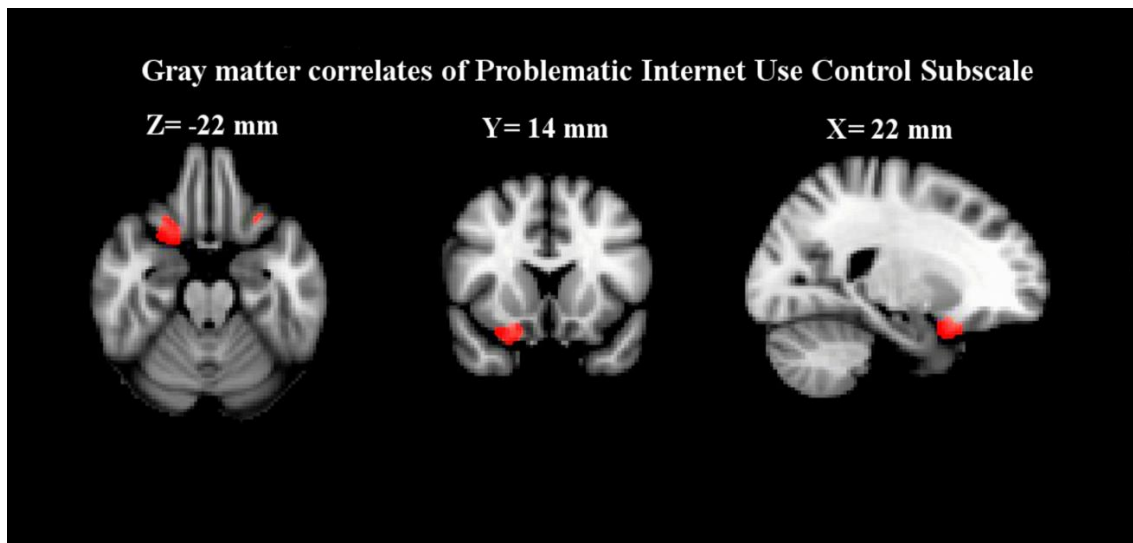 Gray matter correlates of Problematic Internet Use Control Subscale
Z= -22 mm
Y= 14 mm
X= 22 mm